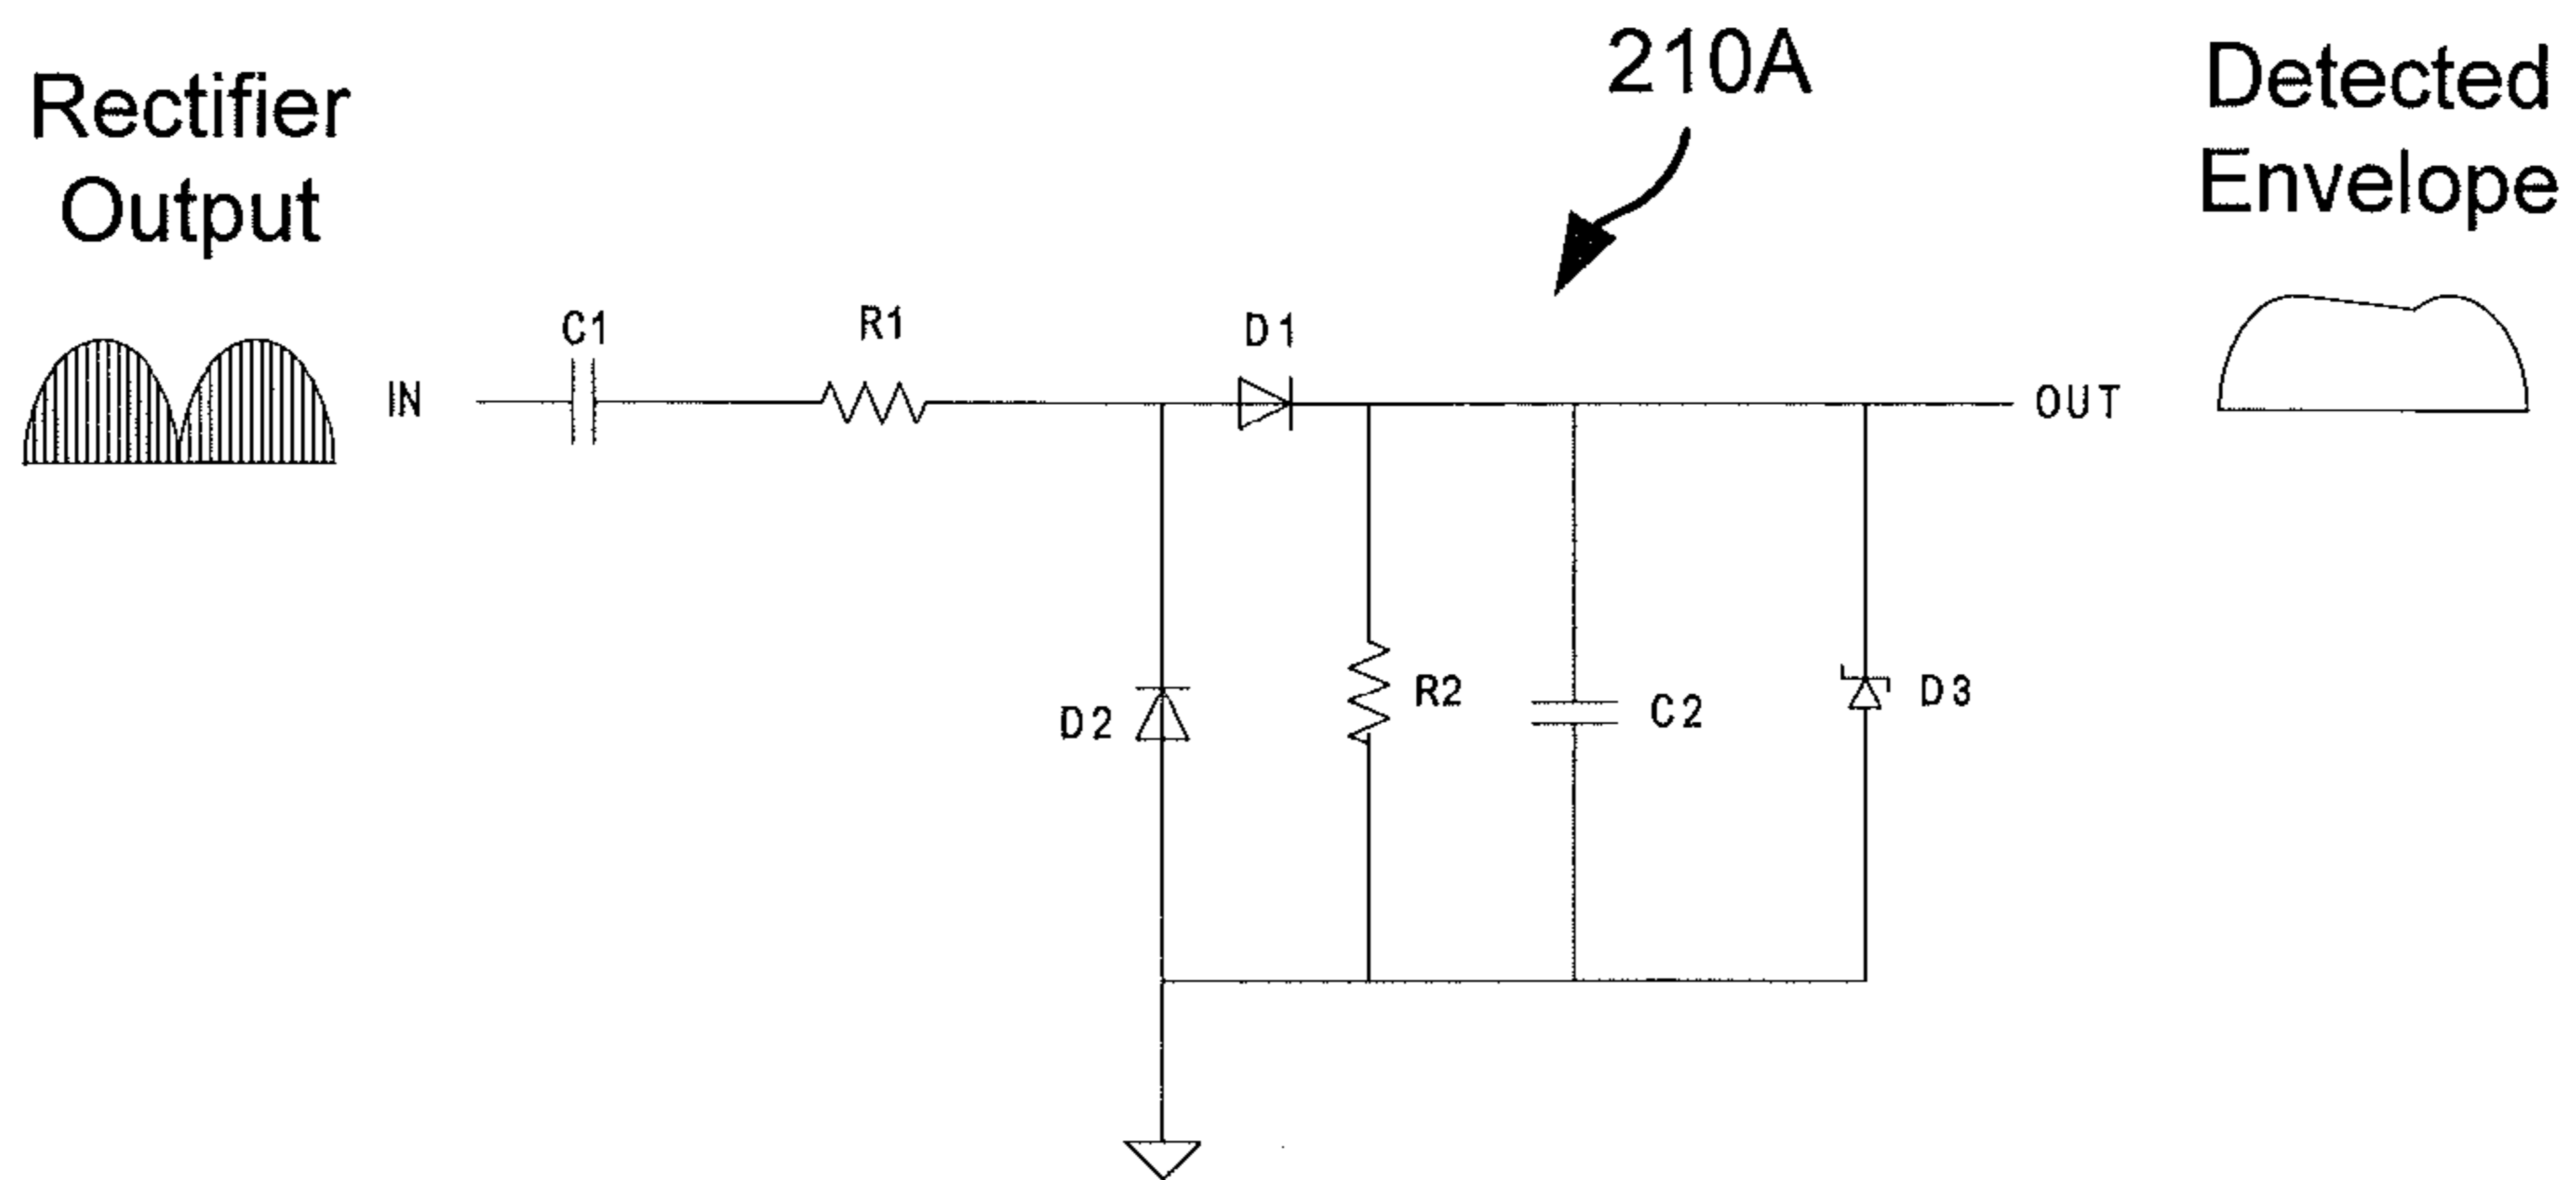 210A
Rectifier
Output
Detected
Envelope
IN
C1
R1
D1
OUT
D2
R2
C2
D3